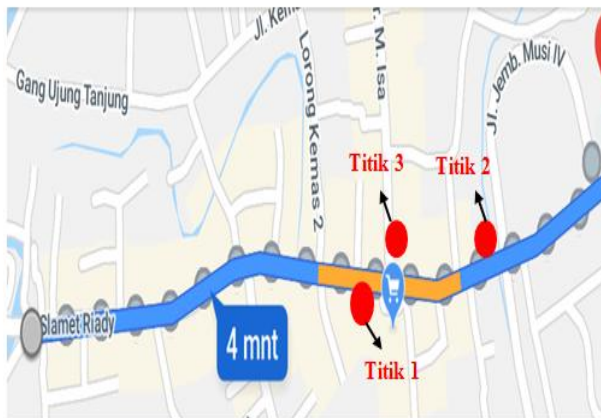 Jl. Kema
Gang Ujung Tanjung
Lorong Kemas 2
r. M. Isa
Jl. Jemb. Musi IV
Titik 3
Titik 2
Slamet Riady
4 mnt
Titik 1